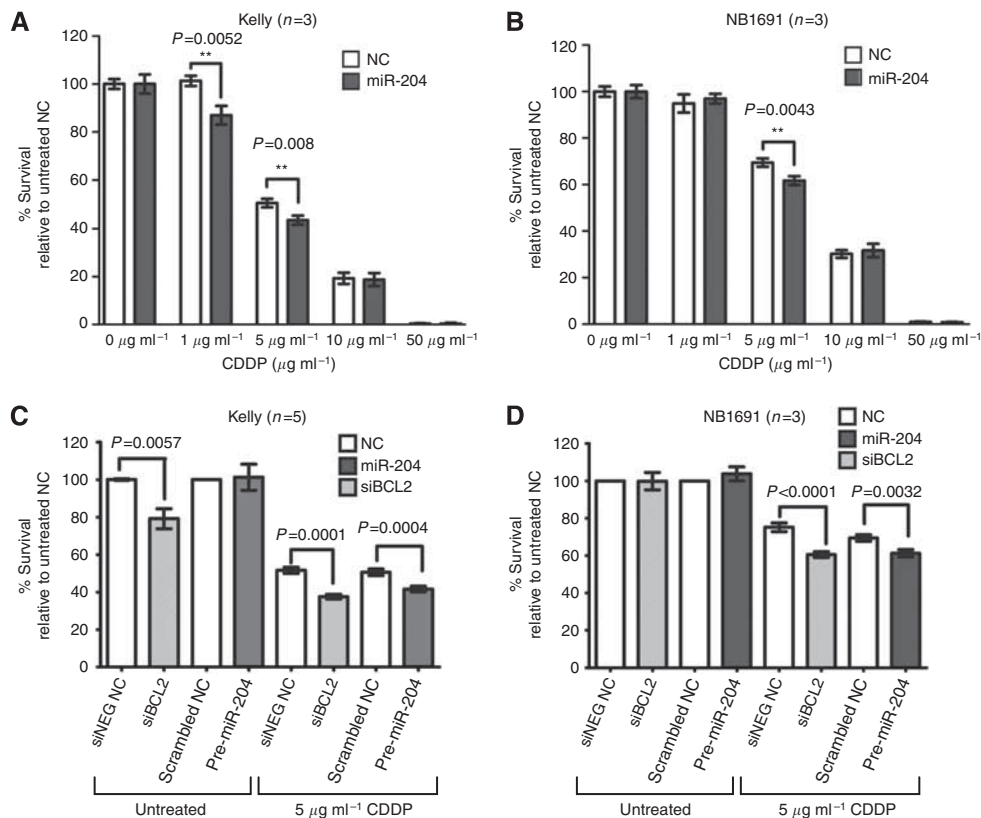 A
Kelly (n=3)
120
100
80
60
40
20
0
% Survival
relative to untreated NC
P=0.0052
**
P=0.008
**
NC
miR-204
0 μg ml⁻¹
1 μg ml⁻¹
5 μg ml⁻¹
10 μg ml⁻¹
50 μg ml⁻¹
CDDP (μg ml⁻¹)
B
NB1691 (n=3)
120
100
80
60
40
20
0
% Survival
relative to untreated NC
P=0.0043
**
NC
miR-204
0 μg ml⁻¹
1 μg ml⁻¹
5 μg ml⁻¹
10 μg ml⁻¹
50 μg ml⁻¹
CDDP (μg ml⁻¹)
C
Kelly (n=5)
120
100
80
60
40
20
0
% Survival
relative to untreated NC
P=0.0057
P=0.0001
P=0.0004
NC
miR-204
siBCL2
siNEG NC
siBCL2
Scrambled NC
Pre-miR-204
siNEG NC
siBCL2
Scrambled NC
Pre-miR-204
Untreated
5 μg ml⁻¹ CDDP
D
NB1691 (n=3)
120
100
80
60
40
20
0
% Survival
relative to untreated NC
P<0.0001
P=0.0032
NC
miR-204
siBCL2
siNEG NC
siBCL2
Scrambled NC
Pre-miR-204
siNEG NC
siBCL2
Scrambled NC
Pre-miR-204
Untreated
5 μg ml⁻¹ CDDP